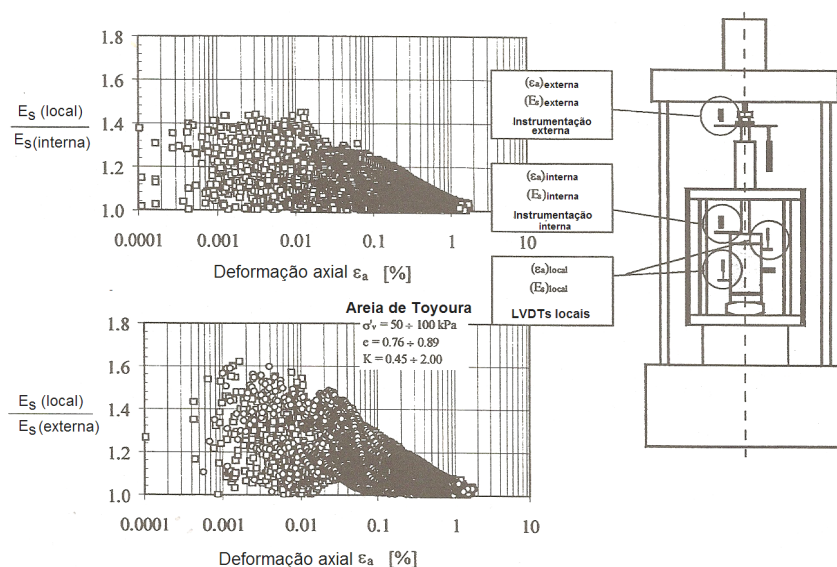 1.8
1.6
1.4
1.2
1.0
Es (local)
Es(interna)
0.0001
0.001
0.01
0.1
1
10
Deformação axial εa [%]
(εa)externa
(Es)externa
Instrumentação
externa
(εa)interna
(Es)interna
Instrumentação
interna
(εa)local
(Es)local
LVDTs locais
Areia de Toyoura
σ'v = 50 ÷ 100 kPa
e = 0.76 ÷ 0.89
K = 0.45 ÷ 2.00
1.8
1.6
1.4
1.2
1.0
Es (local)
Es(externa)
0.0001
0.001
0.01
0.1
1
10
Deformação axial εa [%]